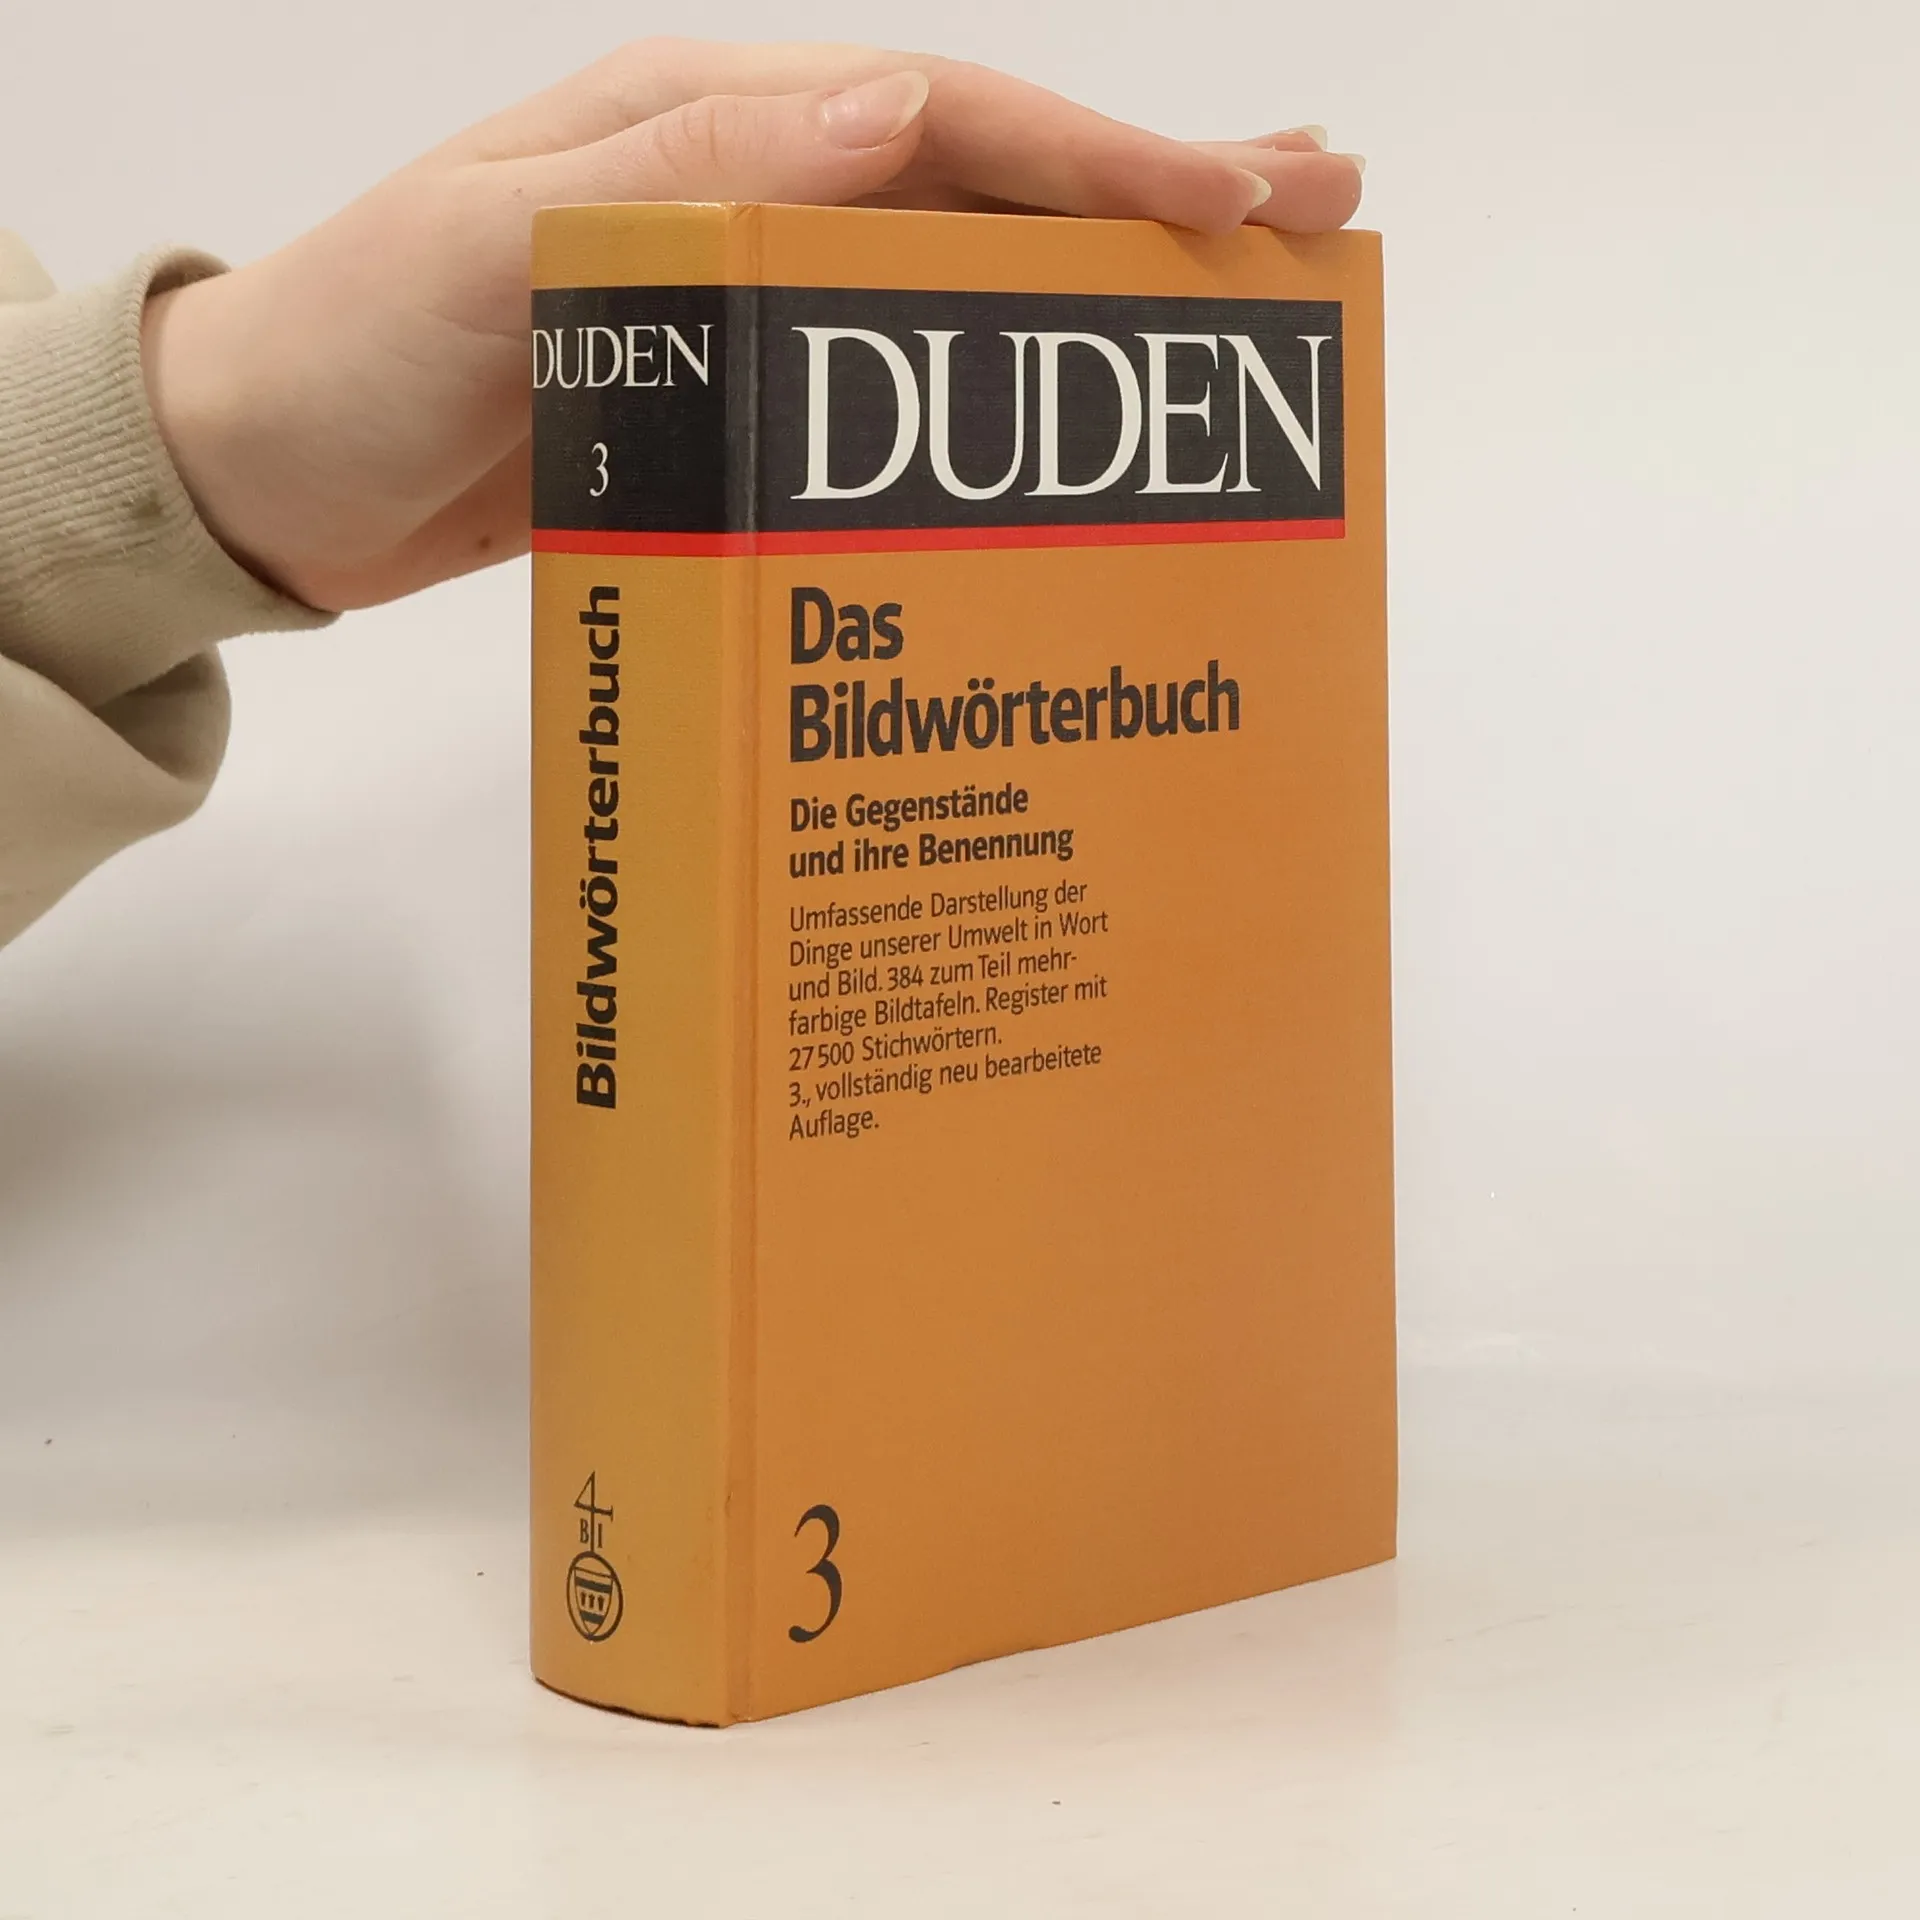 DUDEN
3
Bildwörterbuch
4
B I
DUDEN
Das
Bildwörterbuch
Die Gegenstände
und ihre Benennung
Umfassende Darstellung der
Dinge unserer Umwelt in Wort
und Bild. 384 zum Teil mehr-
farbige Bildtafeln. Register mit
27500 Stichwörtern.
3., vollständig neu bearbeitete
Auflage.
3